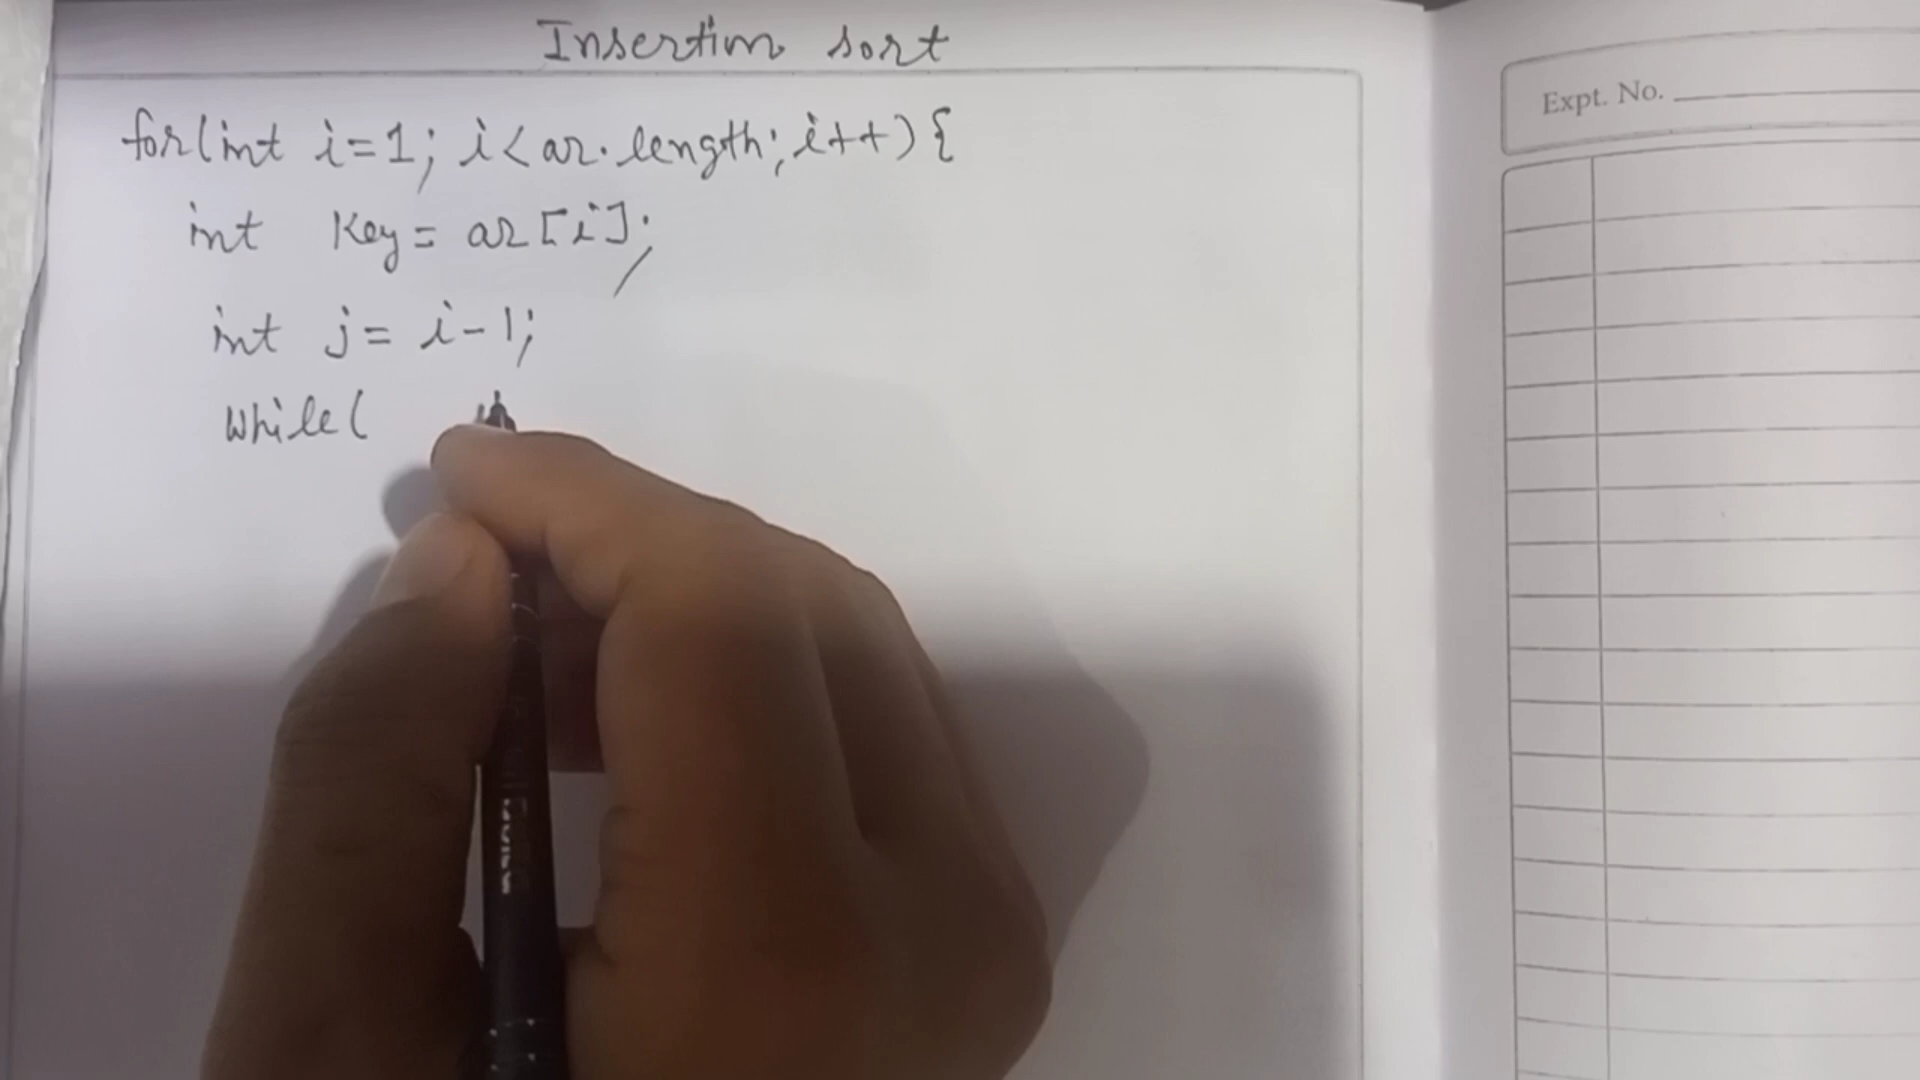 Insertion sort
for(int i=1; i<ar.length; i++){
int key= ar[i];
int j= i-1;
while(
Expt. No.